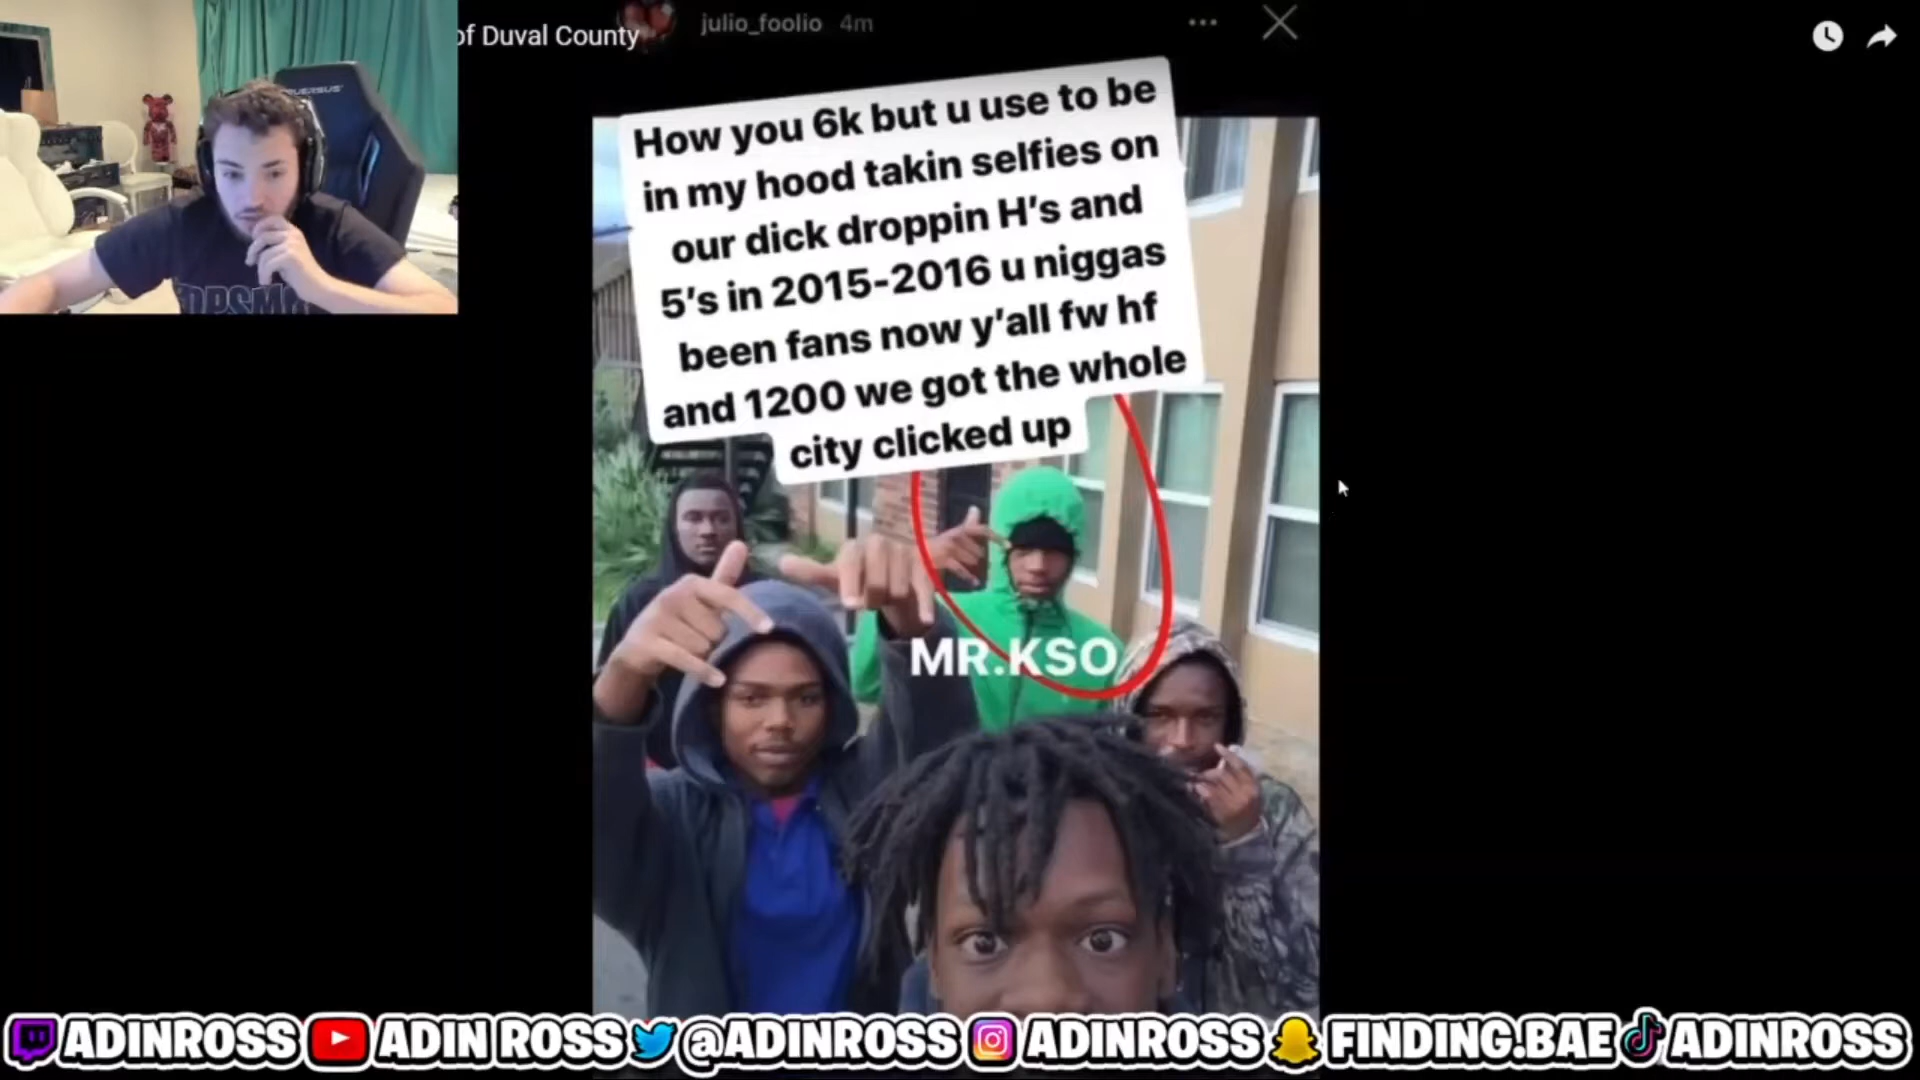 of Duval County
julio_foolio 4m
VERSUS
How you 6k but u use to be
in my hood takin selfies on
our dick droppin H's and
5's in 2015-2016 u niggas
been fans now y'all fw hf
and 1200 we got the whole
city clicked up
MR.KSO
ADINROSS ADIN ROSS @ADINROSS ADINROSS FINDING.BAE ADINROSS